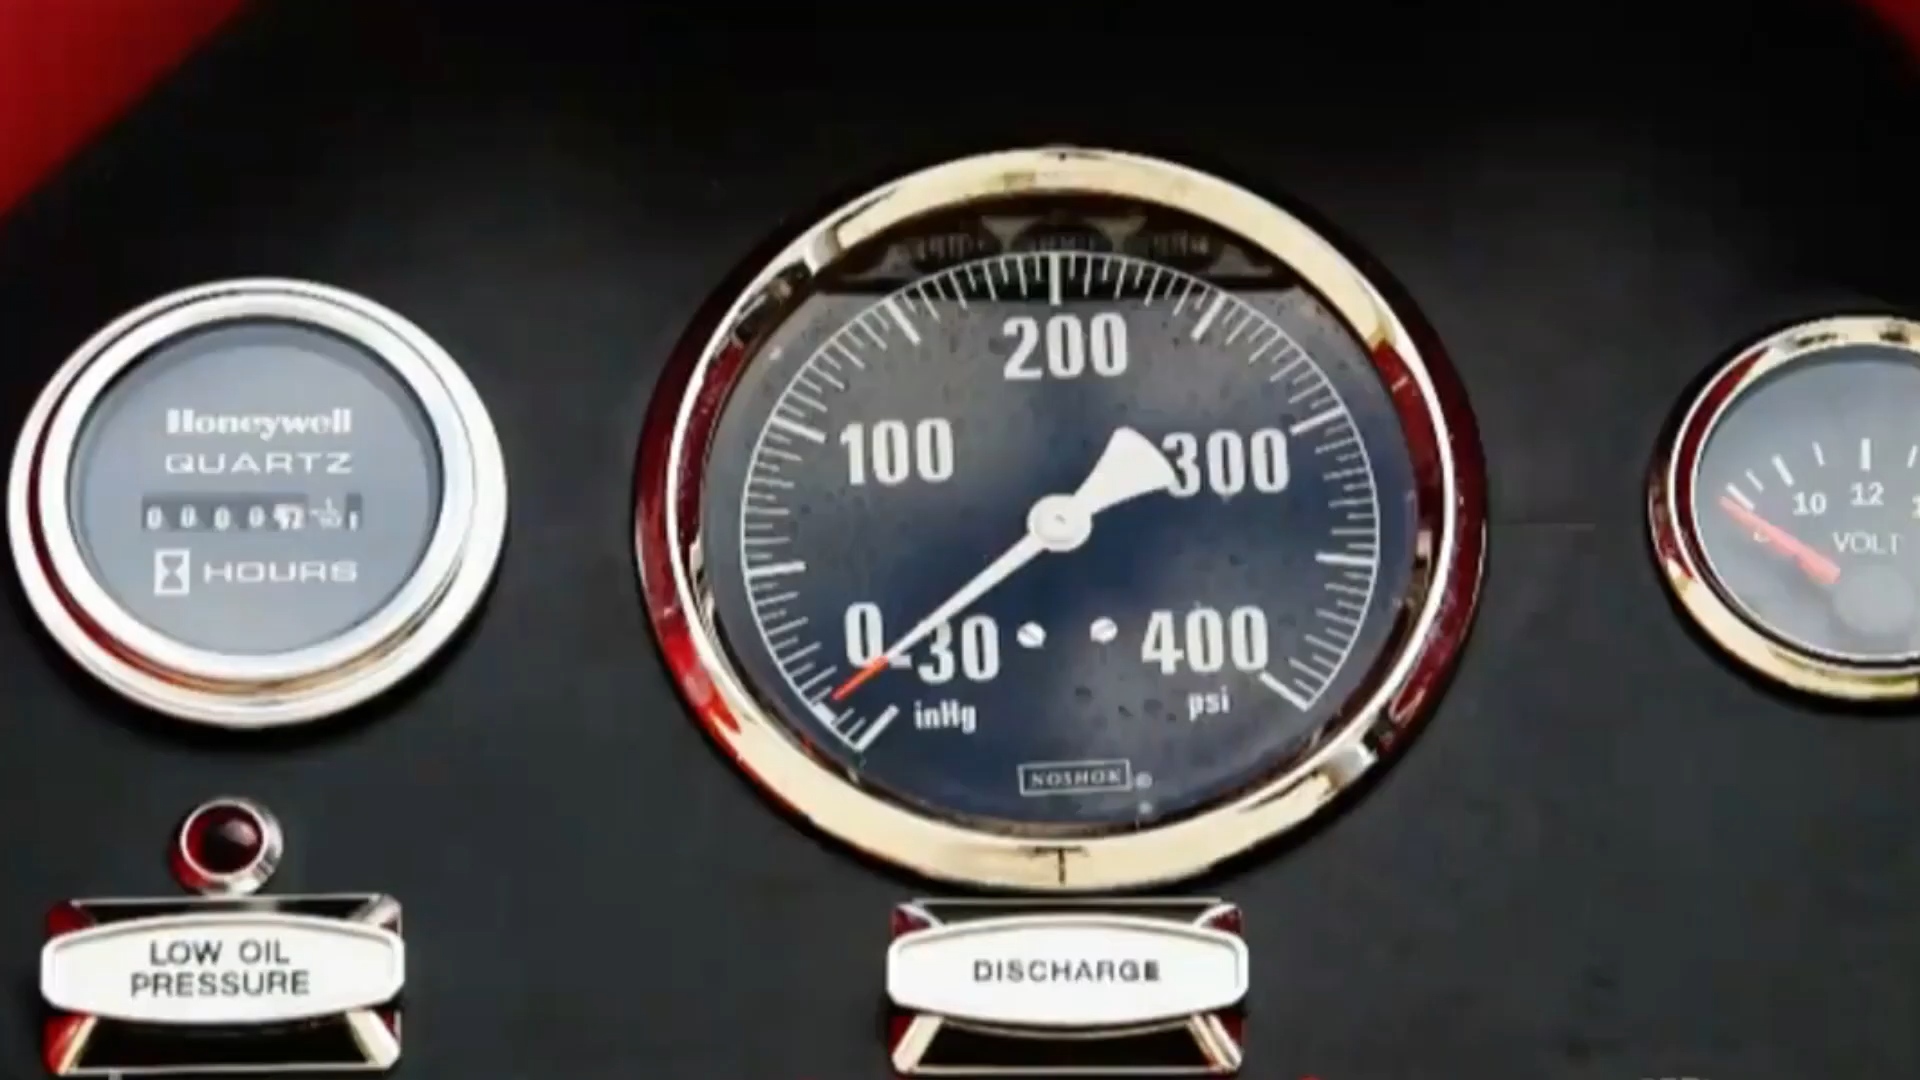 Honeywell
QUARTZ
HOURS
LOW OIL
PRESSURE
200
100
300
0
-30
400
inHg
psi
NOSHOK
DISCHARGE
10
12
VOLT